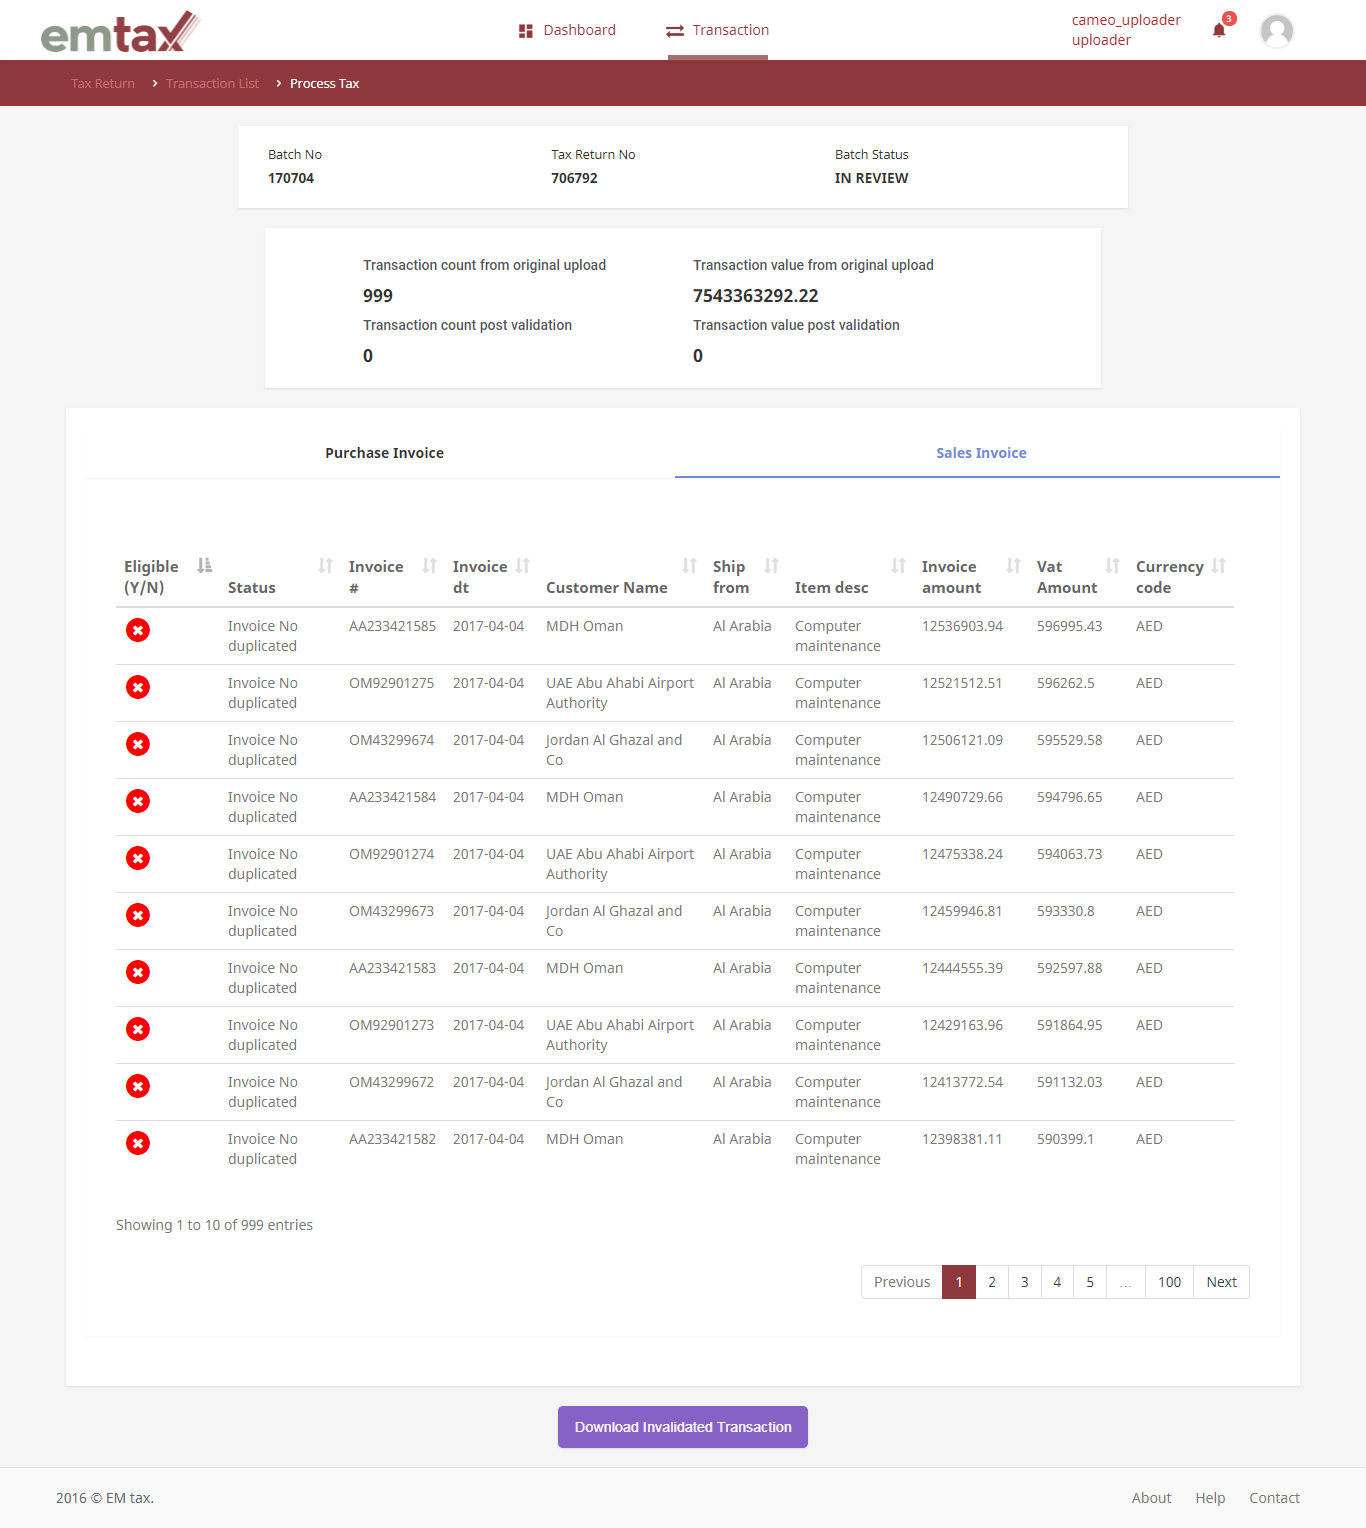 emtax
Dashboard
Transaction
cameo_uploader
uploader
3
Tax Return > Transaction List > Process Tax
Batch No
170704
Tax Return No
706792
Batch Status
IN REVIEW
Transaction count from original upload
999
Transaction value from original upload
7543363292.22
Transaction count post validation
0
Transaction value post validation
0
Purchase Invoice
Sales Invoice
Eligible (Y/N) Status Invoice # Invoice dt Customer Name Ship from Item desc Invoice amount Vat Amount Currency code
Invoice No duplicated AA233421585 2017-04-04 MDH Oman Al Arabia Computer maintenance 12536903.94 596995.43 AED
Invoice No duplicated OM92901275 2017-04-04 UAE Abu Ahabi Airport Authority Al Arabia Computer maintenance 12521512.51 596262.5 AED
Invoice No duplicated OM43299674 2017-04-04 Jordan Al Ghazal and Co Al Arabia Computer maintenance 12506121.09 595529.58 AED
Invoice No duplicated AA233421584 2017-04-04 MDH Oman Al Arabia Computer maintenance 12490729.66 594796.65 AED
Invoice No duplicated OM92901274 2017-04-04 UAE Abu Ahabi Airport Authority Al Arabia Computer maintenance 12475338.24 594063.73 AED
Invoice No duplicated OM43299673 2017-04-04 Jordan Al Ghazal and Co Al Arabia Computer maintenance 12459946.81 593330.8 AED
Invoice No duplicated AA233421583 2017-04-04 MDH Oman Al Arabia Computer maintenance 12444555.39 592597.88 AED
Invoice No duplicated OM92901273 2017-04-04 UAE Abu Ahabi Airport Authority Al Arabia Computer maintenance 12429163.96 591864.95 AED
Invoice No duplicated OM43299672 2017-04-04 Jordan Al Ghazal and Co Al Arabia Computer maintenance 12413772.54 591132.03 AED
Invoice No duplicated AA233421582 2017-04-04 MDH Oman Al Arabia Computer maintenance 12398381.11 590399.1 AED
Showing 1 to 10 of 999 entries
Previous 1 2 3 4 5 … 100 Next
Download Invalidated Transaction
2016 © EM tax.
About Help Contact